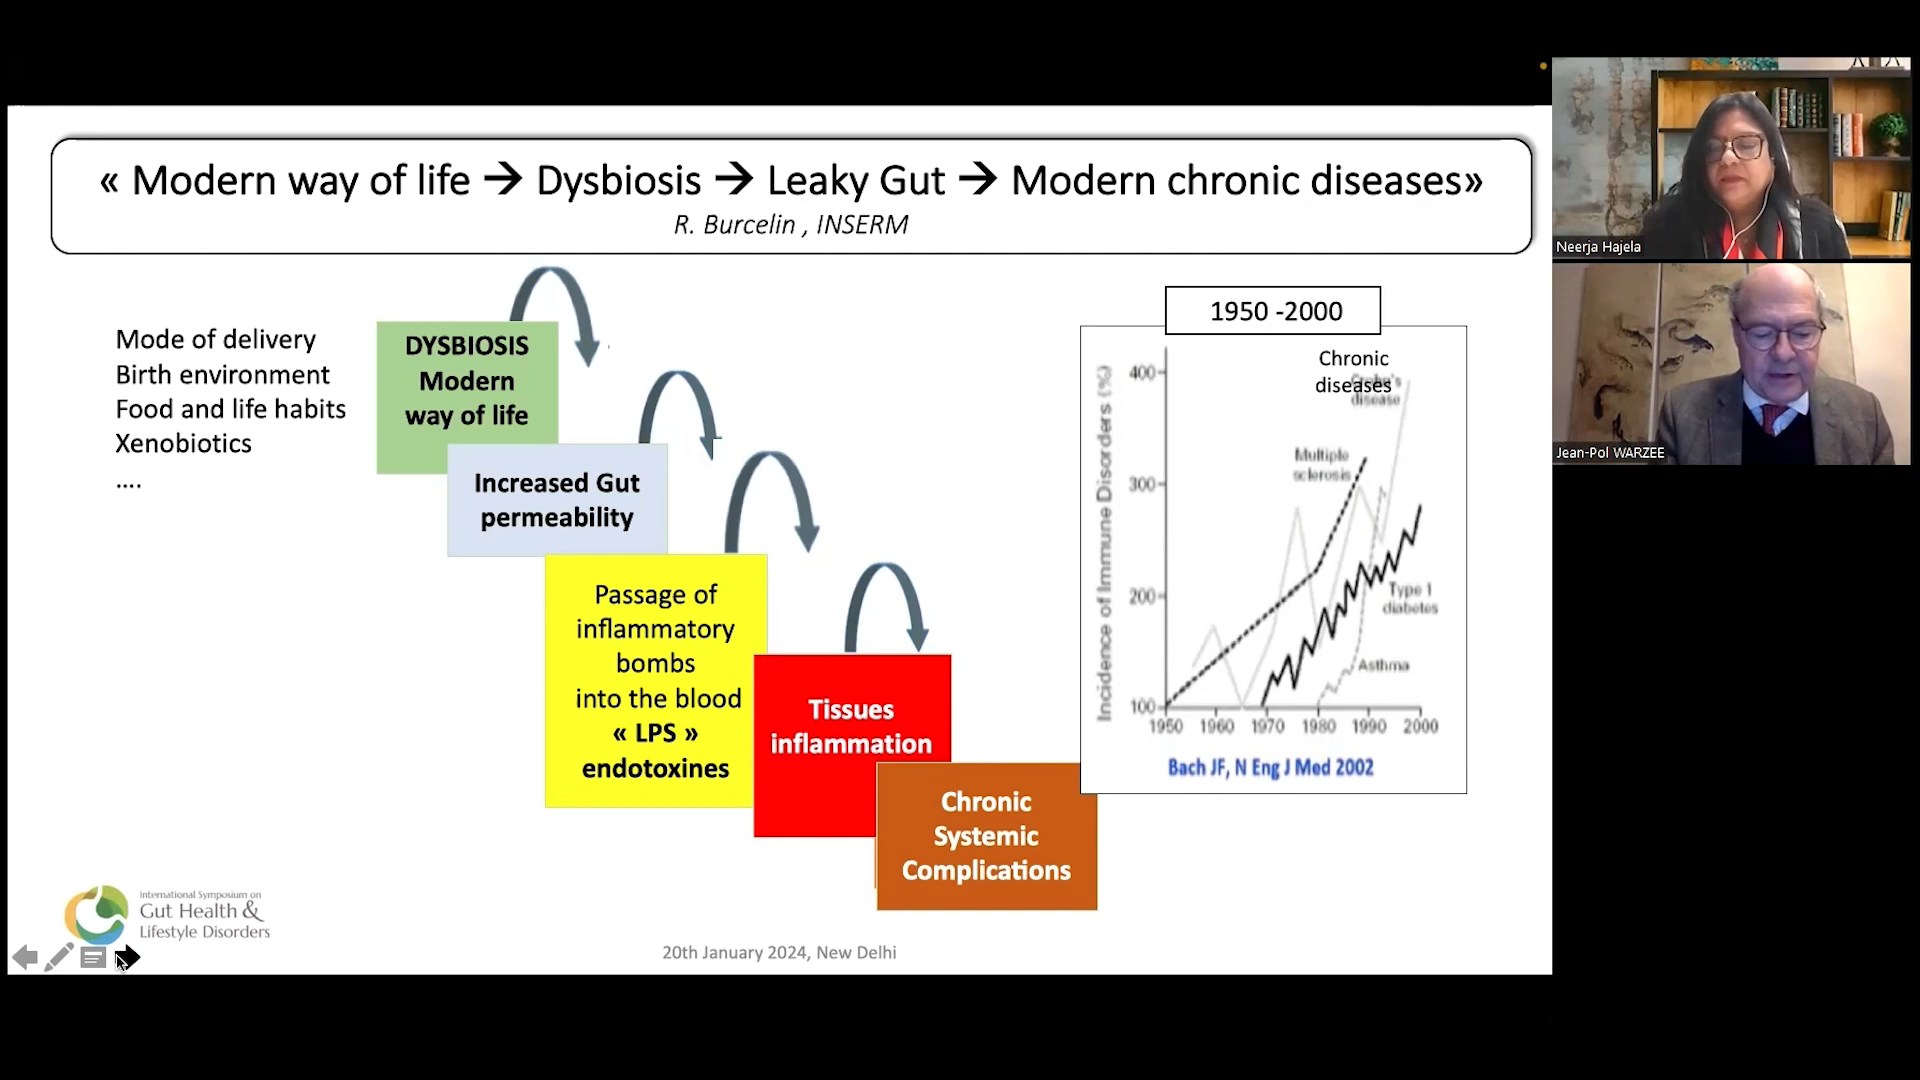 « Modern way of life → Dysbiosis → Leaky Gut → Modern chronic diseases»
R. Burcelin , INSERM
Mode of delivery
Birth environment
Food and life habits
Xenobiotics
....
DYSBIOSIS
Modern
way of life
Increased Gut
permeability
Passage of
inflammatory
bombs
into the blood
« LPS »
endotoxines
Tissues
inflammation
Chronic
Systemic
Complications
1950 -2000
Chronic
diseases
Crohn's
disease
Incidence of Immune Disorders (%)
400
300
200
100
Multiple
sclerosis
Type 1
diabetes
Asthma
1950 1960 1970 1980 1990 2000
Bach JF, N Eng J Med 2002
International Symposium on
Gut Health &
Lifestyle Disorders
20th January 2024, New Delhi
Neerja Hajela
Jean-Pol WARZEE